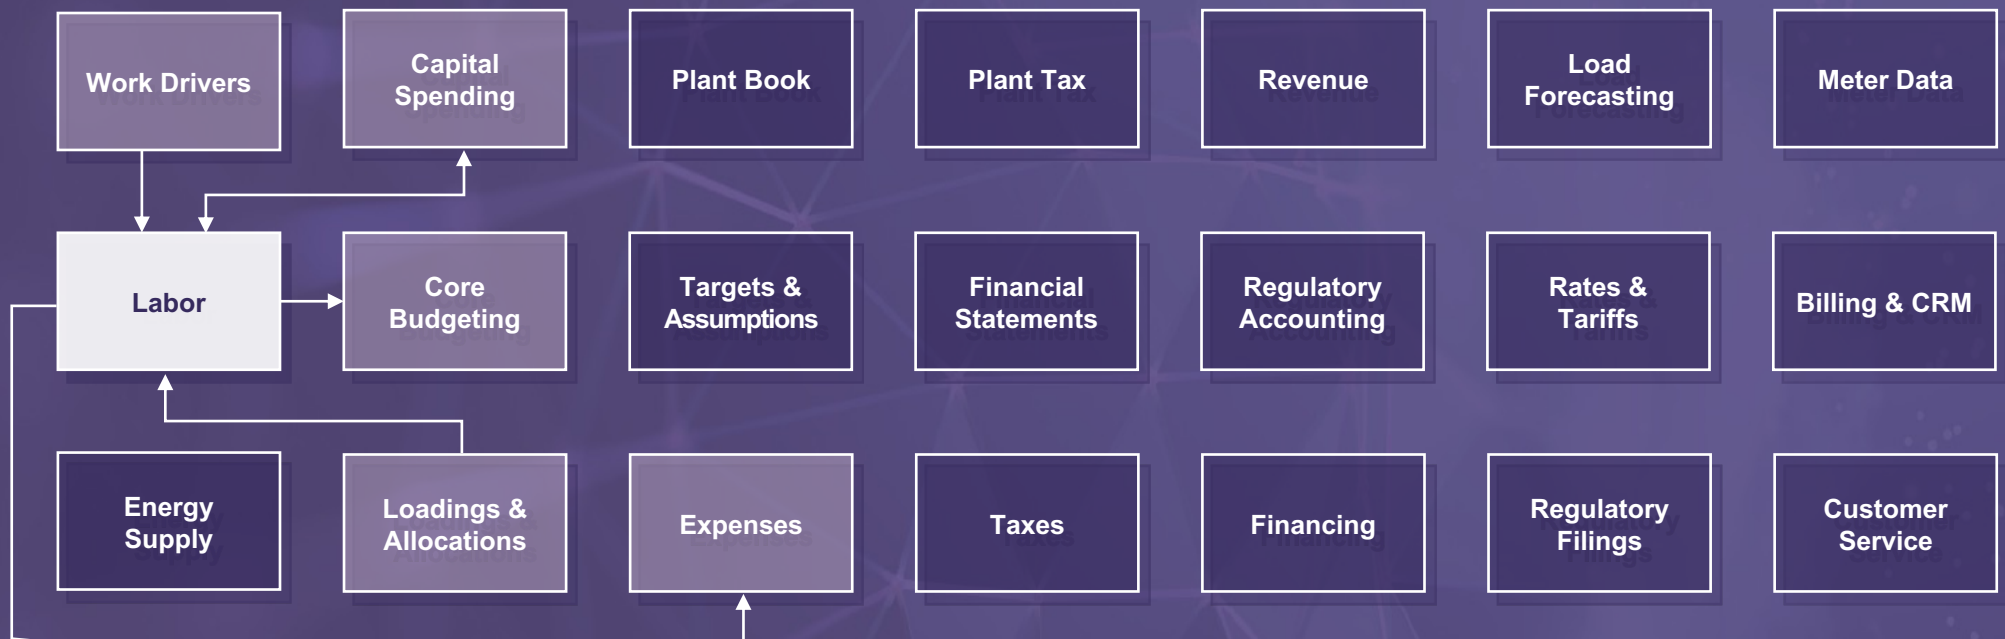 Work Drivers
Capital
Spending
Plant Book
Plant Tax
Revenue
Load
Forecasting
Meter Data
Labor
Core
Budgeting
Targets &
Assumptions
Financial
Statements
Regulatory
Accounting
Rates &
Tariffs
Billing & CRM
Energy
Supply
Loadings &
Allocations
Expenses
Taxes
Financing
Regulatory
Filings
Customer
Service